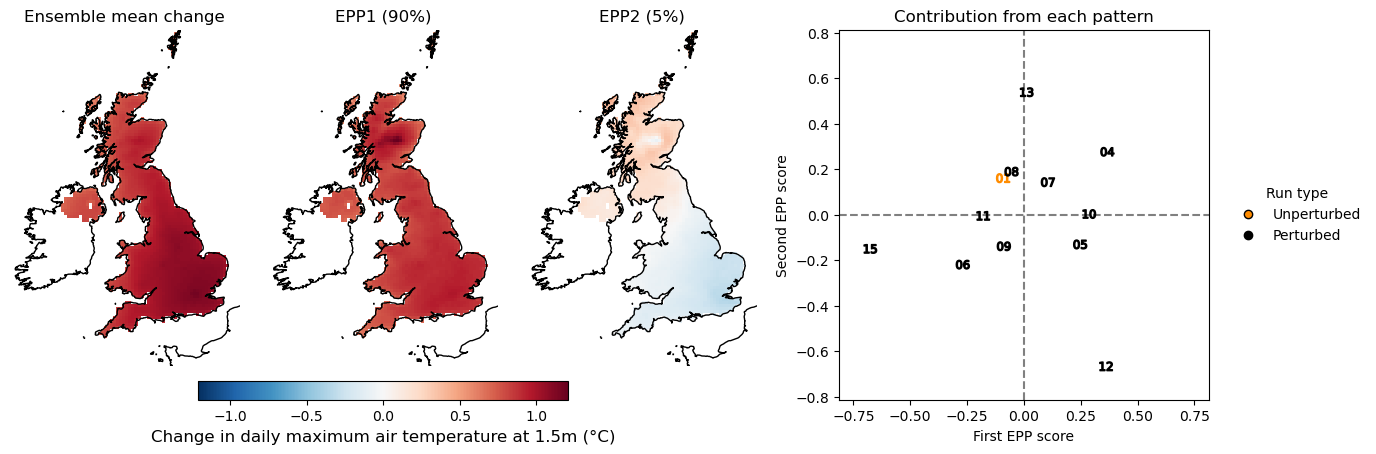 Ensemble mean change
EPP1 (90%)
EPP2 (5%)
Contribution from each pattern
−1.0 −0.5 0.0 0.5 1.0
Change in daily maximum air temperature at 1.5m (°C)
Second EPP score
0.8
0.6
0.4
0.2
0.0
−0.2
−0.4
−0.6
−0.8
13
04
08
01
07
11
10
15
09
05
06
12
−0.75 −0.50 −0.25 0.00 0.25 0.50 0.75
First EPP score
Run type
Unperturbed
Perturbed